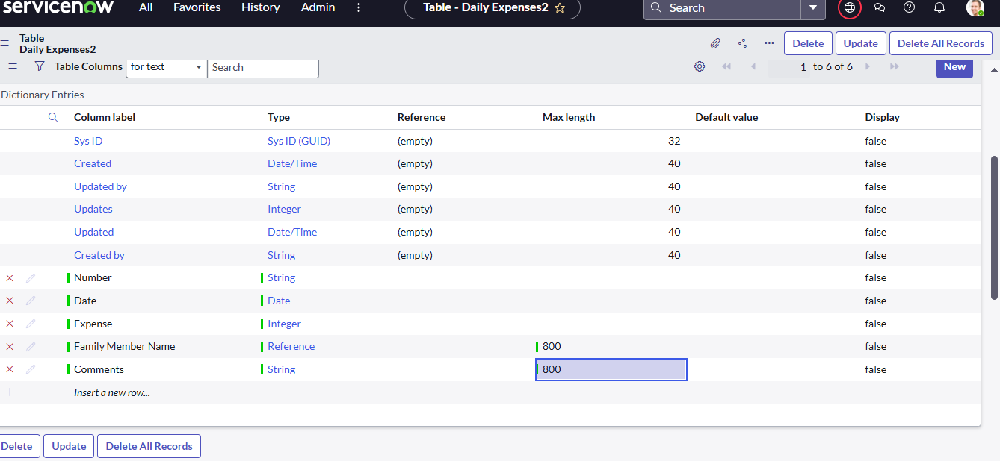 servicenow All Favorites History Admin Table - Daily Expenses2 Search
Table
Daily Expenses2 Delete Update Delete All Records
Table Columns for text Search 1 to 6 of 6 New
Dictionary Entries
Column label Type Reference Max length Default value Display
Sys ID Sys ID (GUID) (empty) 32 false
Created Date/Time (empty) 40 false
Updated by String (empty) 40 false
Updates Integer (empty) 40 false
Updated Date/Time (empty) 40 false
Created by String (empty) 40 false
Number String false
Date Date false
Expense Integer false
Family Member Name Reference 800 false
Comments String 800 false
Insert a new row...
Delete Update Delete All Records